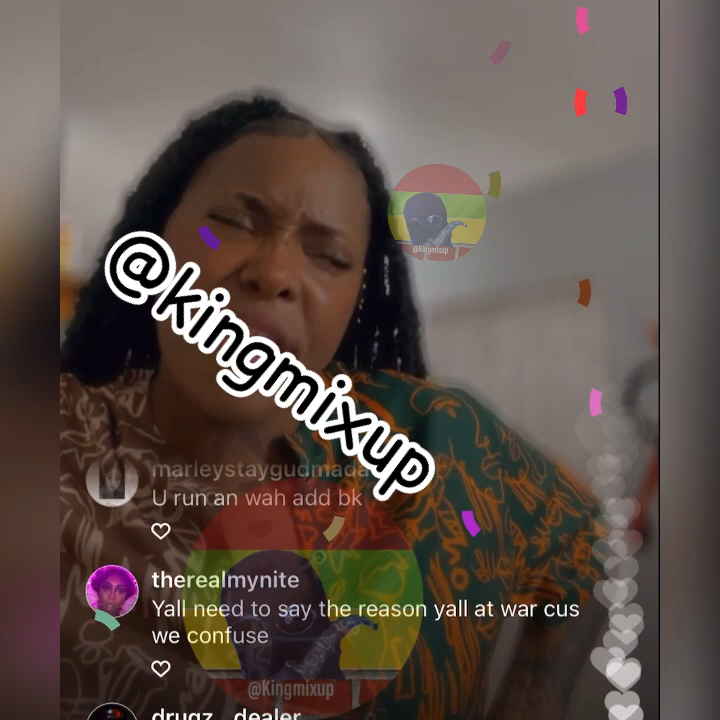 @Kingmixup
@kingmixup
marleystaygudmada
U run an wah add bk
therealmynite
Yall need to say the reason yall at war cus
we confuse
@Kingmixup
drugz_dealer